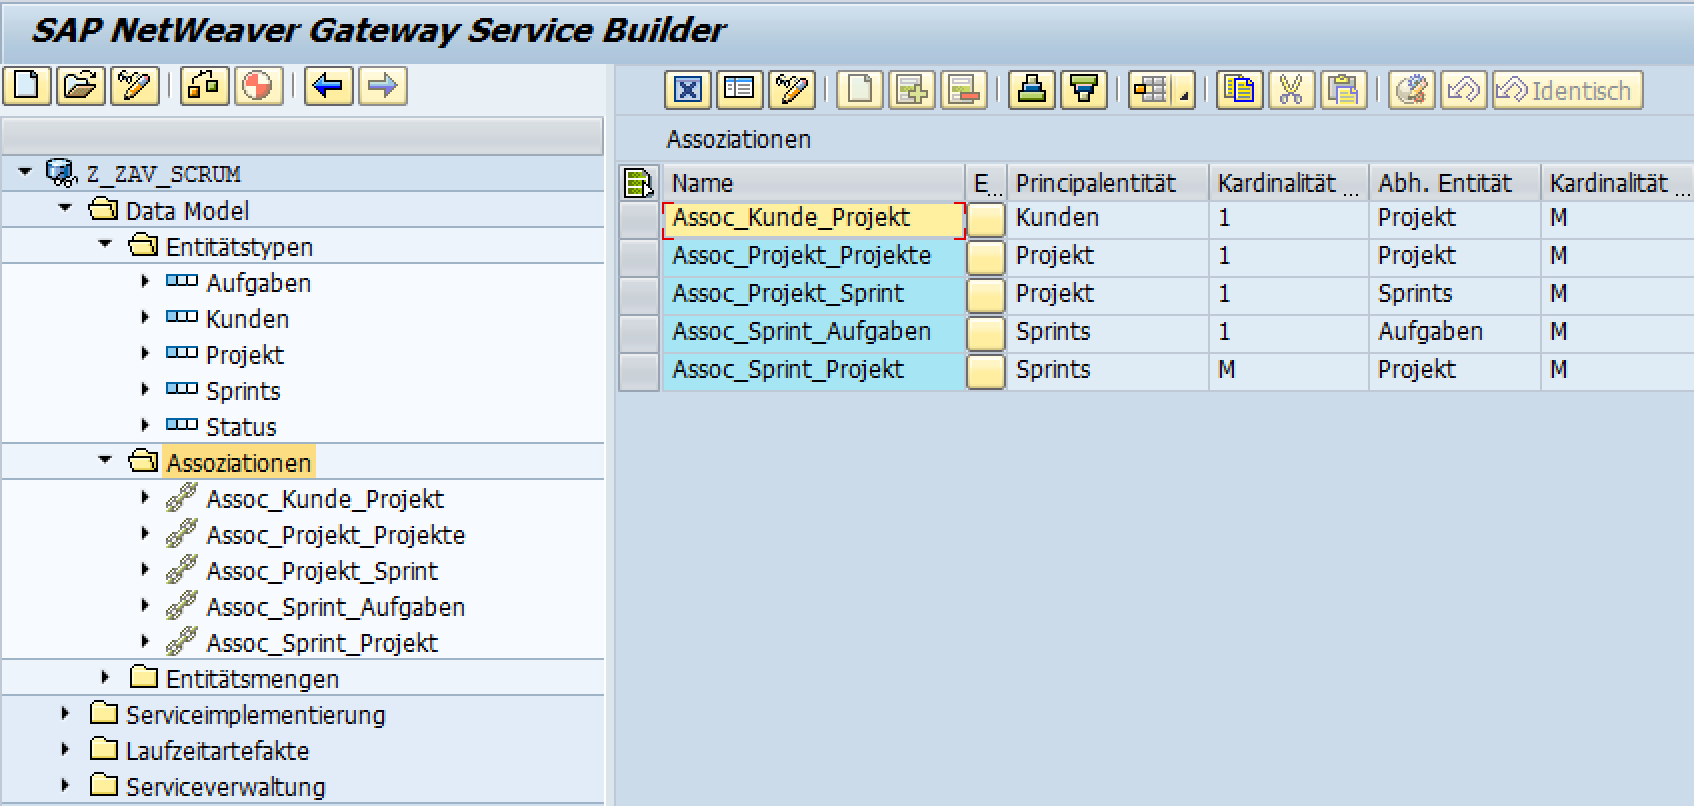 SAP NetWeaver Gateway Service Builder
Identisch
Z_ZAV_SCRUM
Data Model
Entitätstypen
Aufgaben
Kunden
Projekt
Sprints
Status
Assoziationen
Assoc_Kunde_Projekt
Assoc_Projekt_Projekte
Assoc_Projekt_Sprint
Assoc_Sprint_Aufgaben
Assoc_Sprint_Projekt
Entitätsmengen
Serviceimplementierung
Laufzeitartefakte
Serviceverwaltung
Assoziationen
Name E... Principalentität Kardinalität ... Abh. Entität Kardinalität ...
Assoc_Kunde_Projekt Kunden 1 Projekt M
Assoc_Projekt_Projekte Projekt 1 Projekt M
Assoc_Projekt_Sprint Projekt 1 Sprints M
Assoc_Sprint_Aufgaben Sprints 1 Aufgaben M
Assoc_Sprint_Projekt Sprints M Projekt M